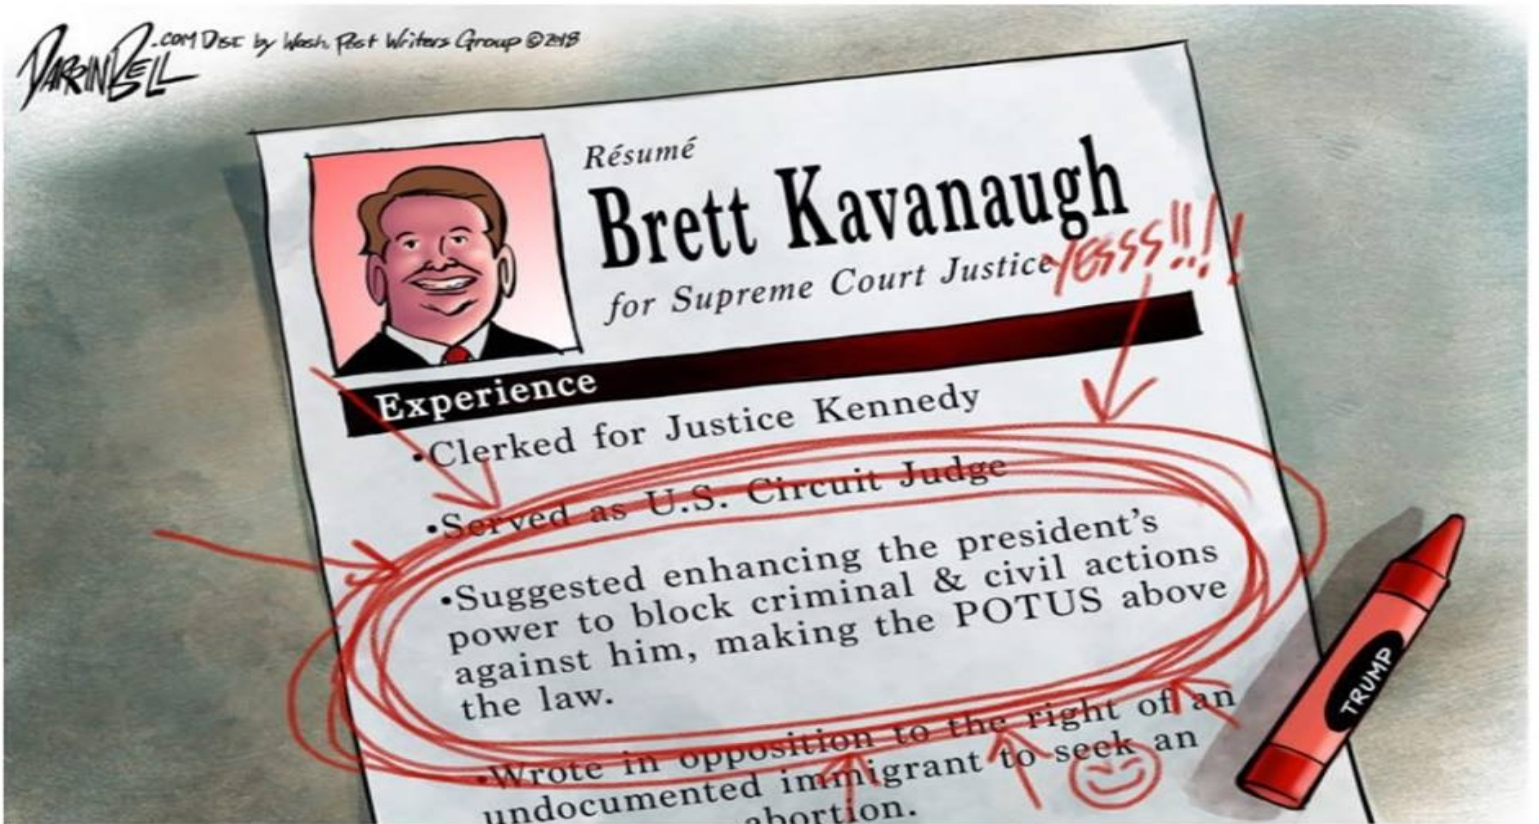 DARRIN BELL .COM DIST by Wash. Post Writers Group © 2018
Résumé
Brett Kavanaugh
for Supreme Court Justice
YESSS!!!!
Experience
•Clerked for Justice Kennedy
•Served as U.S. Circuit Judge
•Suggested enhancing the president's
power to block criminal & civil actions
against him, making the POTUS above
the law.
•Wrote in opposition to the right of an
undocumented immigrant to seek an
abortion.
TRUMP